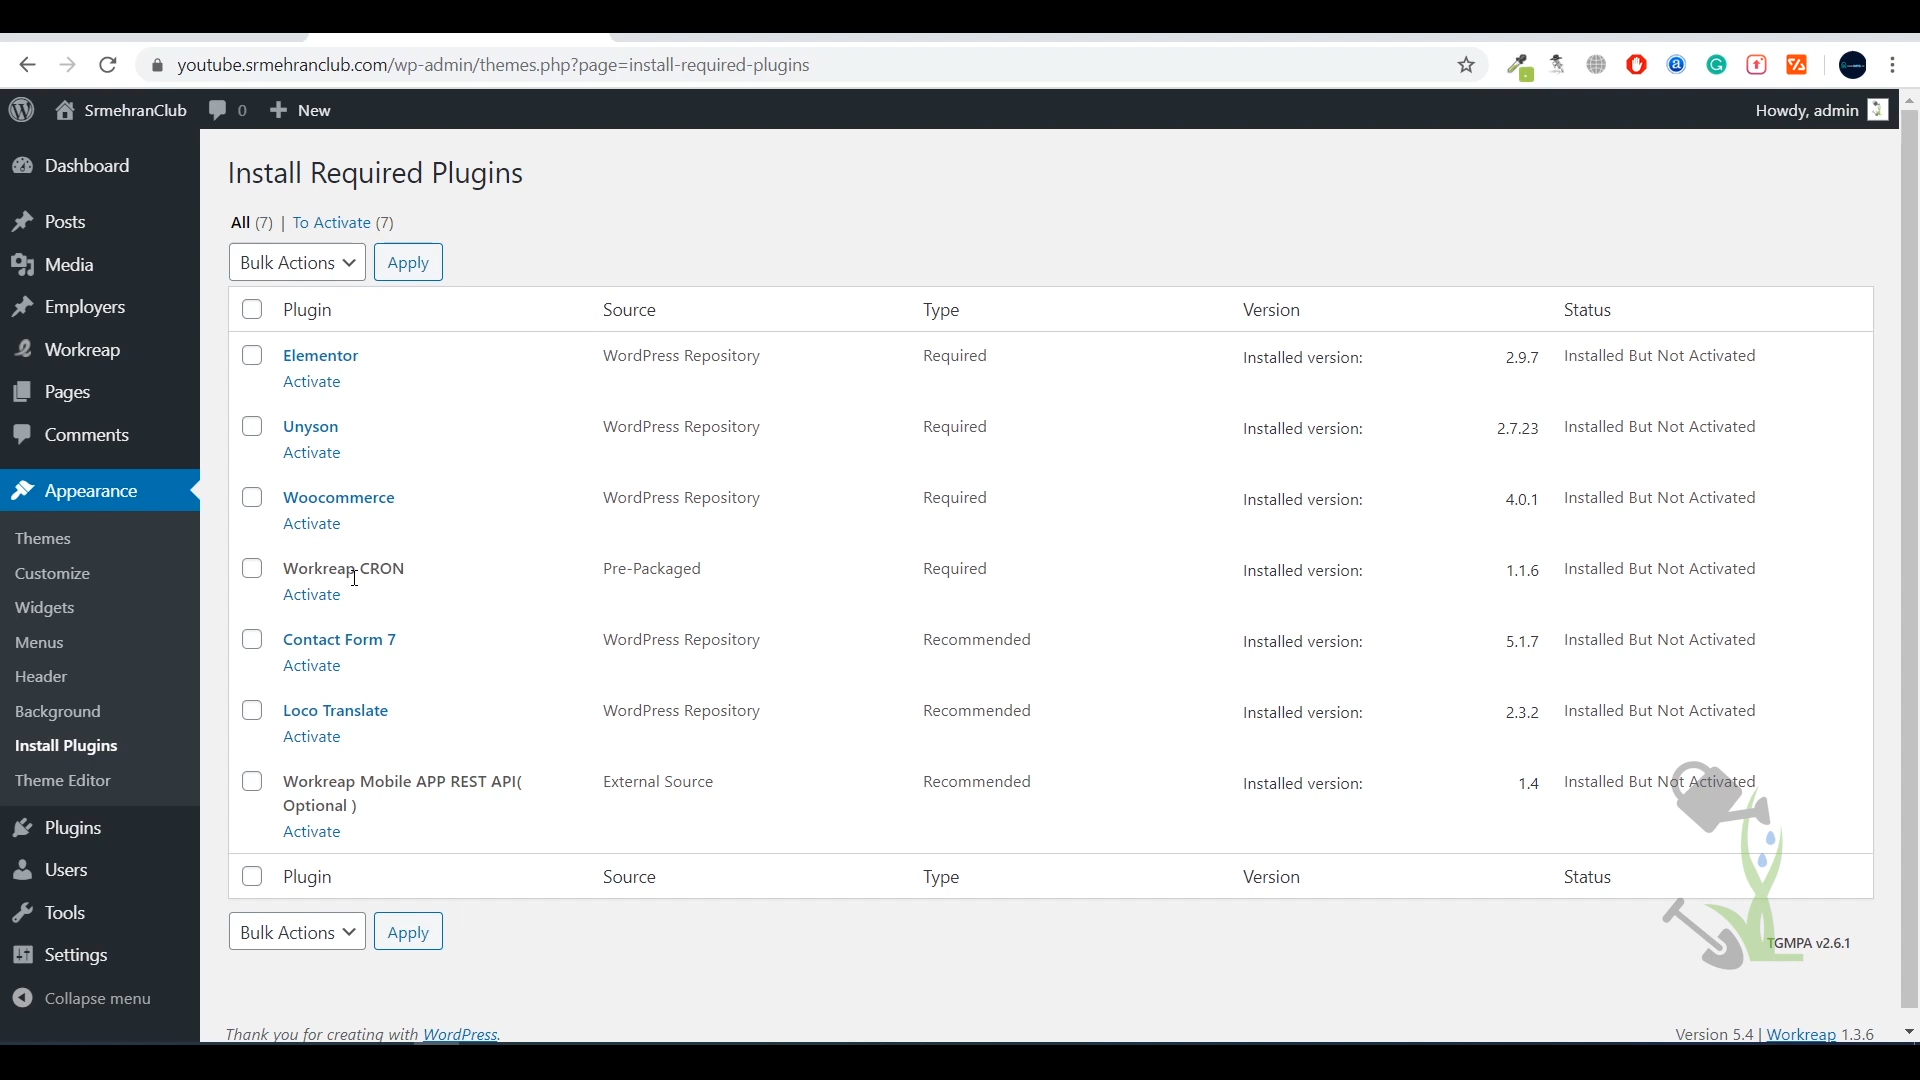 youtube.srmehranclub.com/wp-admin/themes.php?page=install-required-plugins
SrmehranClub 0 New Howdy, admin
Dashboard
Posts
Media
Employers
Workreap
Pages
Comments
Appearance
Themes
Customize
Widgets
Menus
Header
Background
Install Plugins
Theme Editor
Plugins
Users
Tools
Settings
Collapse menu
Install Required Plugins
All (7) | To Activate (7)
Bulk Actions Apply
Plugin Source Type Version Status
Elementor WordPress Repository Required Installed version: 2.9.7 Installed But Not Activated
Activate
Unyson WordPress Repository Required Installed version: 2.7.23 Installed But Not Activated
Activate
Woocommerce WordPress Repository Required Installed version: 4.0.1 Installed But Not Activated
Activate
Workreap CRON Pre-Packaged Required Installed version: 1.1.6 Installed But Not Activated
Activate
Contact Form 7 WordPress Repository Recommended Installed version: 5.1.7 Installed But Not Activated
Activate
Loco Translate WordPress Repository Recommended Installed version: 2.3.2 Installed But Not Activated
Activate
Workreap Mobile APP REST API( External Source Recommended Installed version: 1.4 Installed But Not Activated
Optional )
Activate
Plugin Source Type Version Status
Bulk Actions Apply
TGMPA v2.6.1
Thank you for creating with WordPress. Version 5.4 | Workreap 1.3.6